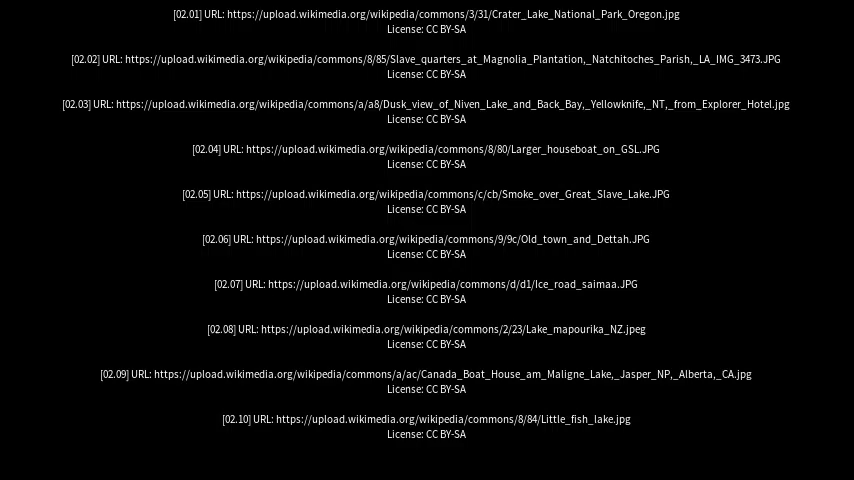 [02.01] URL: https://upload.wikimedia.org/wikipedia/commons/3/31/Crater_Lake_National_Park_Oregon.jpg
License: CC BY-SA
[02.02] URL: https://upload.wikimedia.org/wikipedia/commons/8/85/Slave_quarters_at_Magnolia_Plantation,_Natchitoches_Parish,_LA_IMG_3473.JPG
License: CC BY-SA
[02.03] URL: https://upload.wikimedia.org/wikipedia/commons/a/a8/Dusk_view_of_Niven_Lake_and_Back_Bay,_Yellowknife,_NT,_from_Explorer_Hotel.jpg
License: CC BY-SA
[02.04] URL: https://upload.wikimedia.org/wikipedia/commons/8/80/Larger_houseboat_on_GSL.JPG
License: CC BY-SA
[02.05] URL: https://upload.wikimedia.org/wikipedia/commons/c/cb/Smoke_over_Great_Slave_Lake.JPG
License: CC BY-SA
[02.06] URL: https://upload.wikimedia.org/wikipedia/commons/9/9c/Old_town_and_Dettah.JPG
License: CC BY-SA
[02.07] URL: https://upload.wikimedia.org/wikipedia/commons/d/d1/Ice_road_saimaa.JPG
License: CC BY-SA
[02.08] URL: https://upload.wikimedia.org/wikipedia/commons/2/23/Lake_mapourika_NZ.jpeg
License: CC BY-SA
[02.09] URL: https://upload.wikimedia.org/wikipedia/commons/a/ac/Canada_Boat_House_am_Maligne_Lake,_Jasper_NP,_Alberta,_CA.jpg
License: CC BY-SA
[02.10] URL: https://upload.wikimedia.org/wikipedia/commons/8/84/Little_fish_lake.jpg
License: CC BY-SA